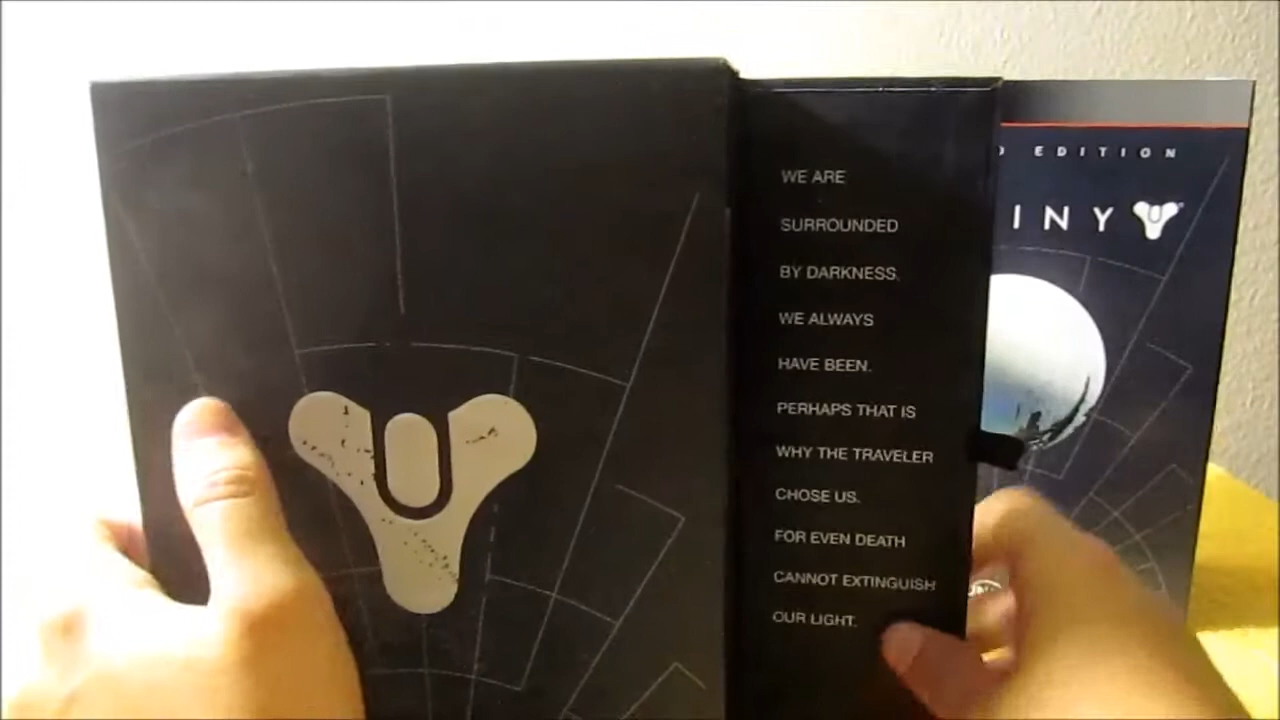 WE ARE
SURROUNDED
BY DARKNESS.
WE ALWAYS
HAVE BEEN.
PERHAPS THAT IS
WHY THE TRAVELER
CHOSE US.
FOR EVEN DEATH
CANNOT EXTINGUISH
OUR LIGHT.
D EDITION
INY